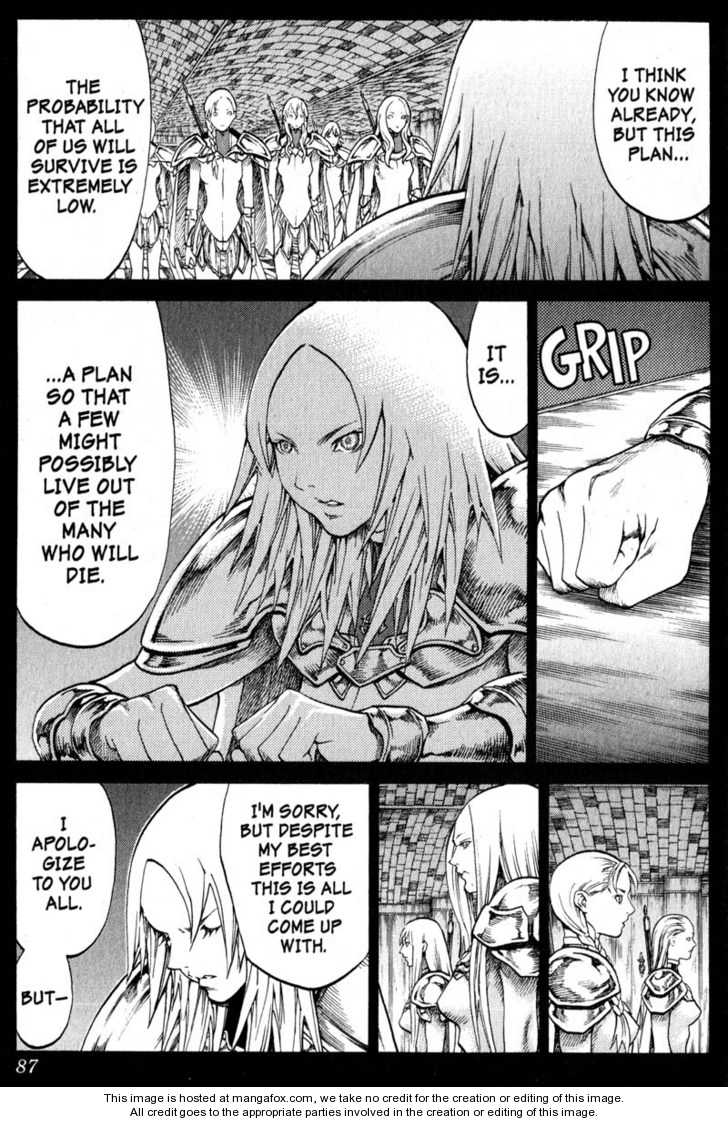 I THINK
YOU KNOW
ALREADY,
BUT THIS
PLAN...
THE
PROBABILITY
THAT ALL
OF US WILL
SURVIVE IS
EXTREMELY
LOW.
GRIP
IT
IS...
...A PLAN
SO THAT
A FEW
MIGHT
POSSIBLY
LIVE OUT
OF THE
MANY
WHO WILL
DIE.
I'M SORRY,
BUT DESPITE
MY BEST
EFFORTS
THIS IS ALL
I COULD
COME UP
WITH.
I
APOLO-
GIZE
TO YOU
ALL.
BUT—
87
This image is hosted at mangafox.com, we take no credit for the creation or editing of this image.
All credit goes to the appropriate parties involved in the creation or editing of this image.